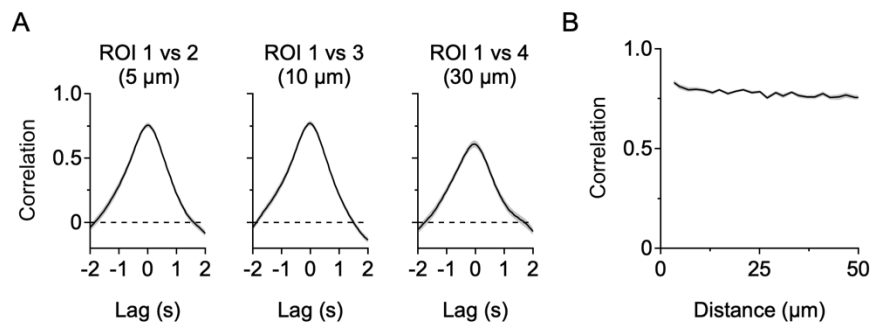 A
ROI 1 vs 2
(5 µm)
ROI 1 vs 3
(10 µm)
ROI 1 vs 4
(30 µm)
Correlation
1.0
0.5
0
-2 -1 0 1 2
-2 -1 0 1 2
-2 -1 0 1 2
Lag (s)
Lag (s)
Lag (s)
B
Correlation
1.0
0.5
0
0 25 50
Distance (µm)